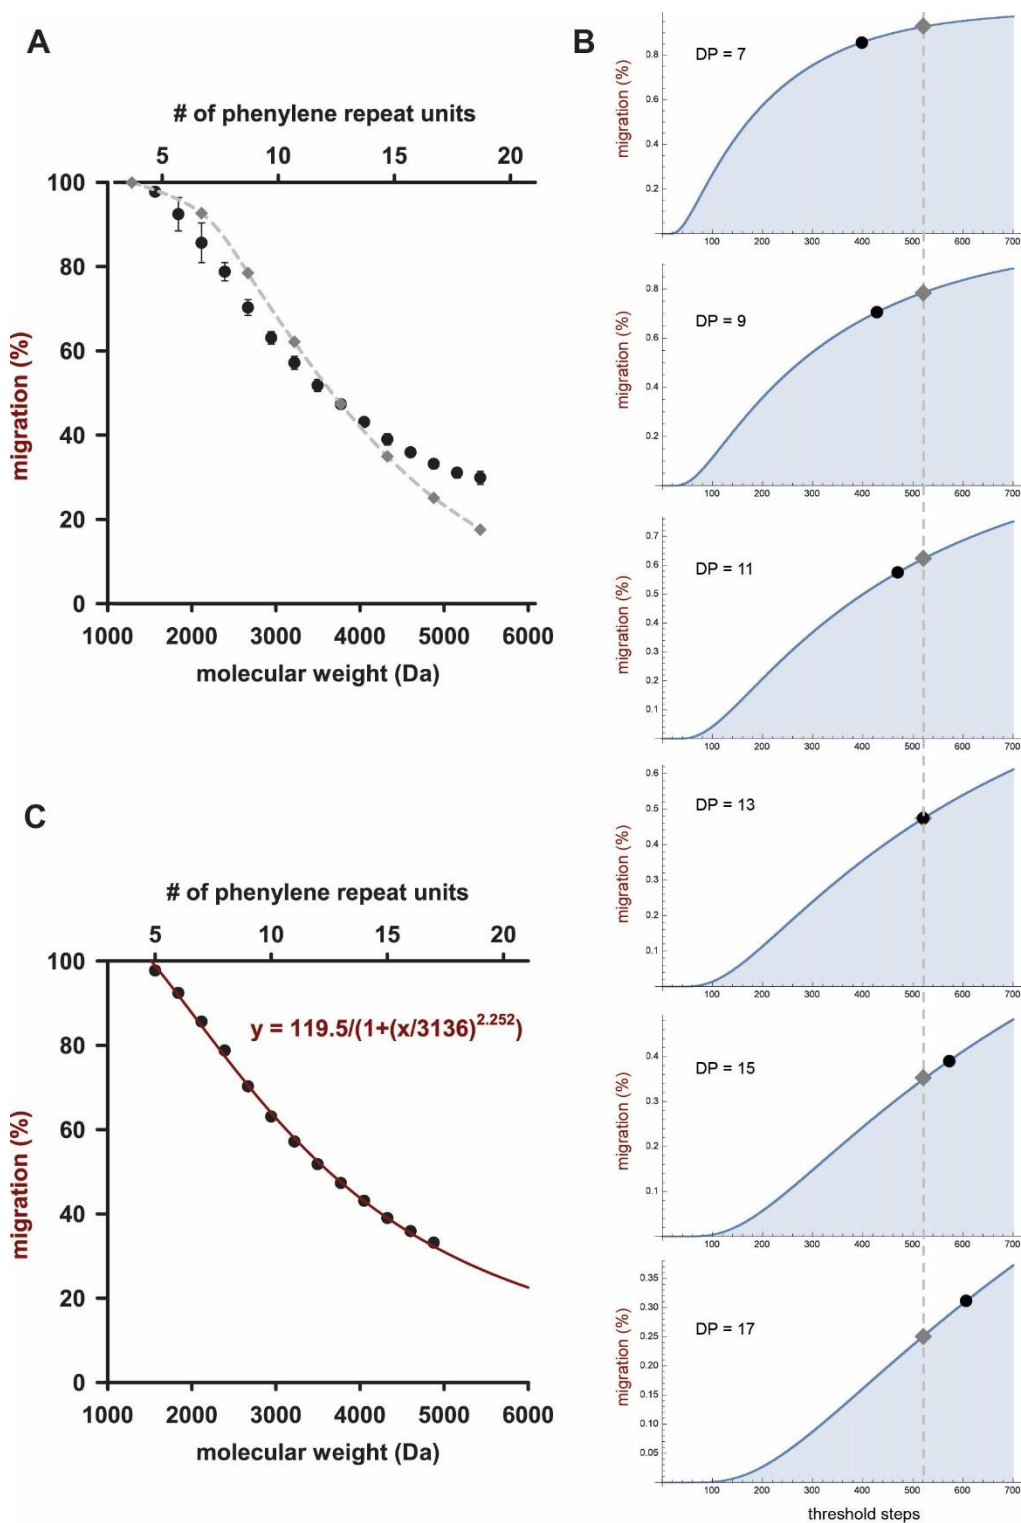 A
# of phenylene repeat units
5 10 15 20
100
80
60
40
20
0
migration (%)
1000 2000 3000 4000 5000 6000
molecular weight (Da)
C
# of phenylene repeat units
5 10 15 20
100
80
60
40
20
0
migration (%)
y = 119.5/(1+(x/3136)^2.252)
1000 2000 3000 4000 5000 6000
molecular weight (Da)
B
DP = 7
migration (%)
0.8
0.6
0.4
0.2
100 200 300 400 500 600 700
DP = 9
migration (%)
0.8
0.6
0.4
0.2
100 200 300 400 500 600 700
DP = 11
migration (%)
0.7
0.6
0.5
0.4
0.3
0.2
0.1
100 200 300 400 500 600 700
DP = 13
migration (%)
0.6
0.5
0.4
0.3
0.2
0.1
100 200 300 400 500 600 700
DP = 15
migration (%)
0.4
0.3
0.2
0.1
100 200 300 400 500 600 700
DP = 17
migration (%)
0.35
0.30
0.25
0.20
0.15
0.10
0.05
100 200 300 400 500 600 700
threshold steps